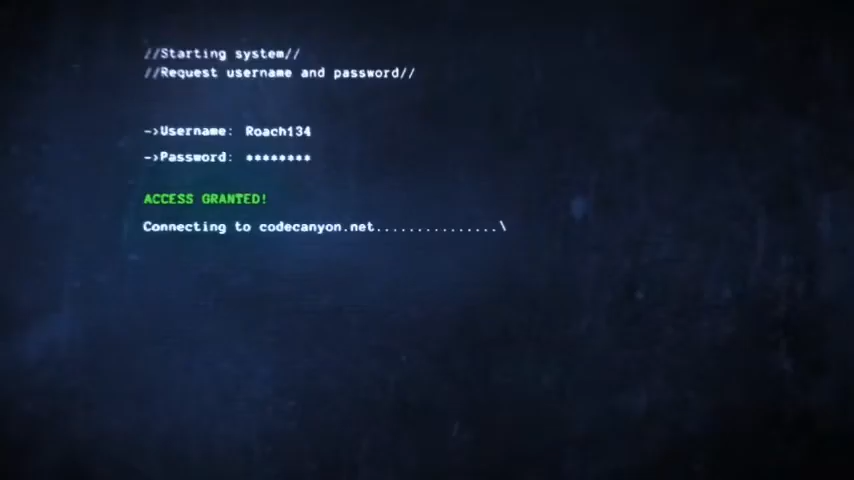 //Starting system//
//Request username and password//
->Username: Roach134
->Password: ********
ACCESS GRANTED!
Connecting to codecanyon.net...............\